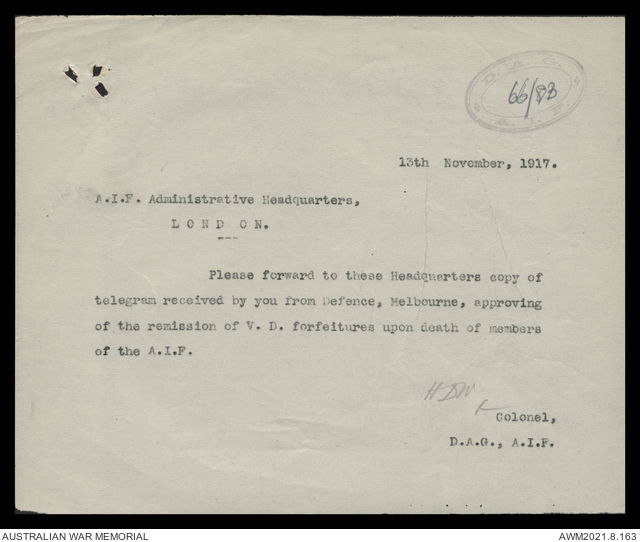 D.A.G.
66/83
A.I.F.
13th November, 1917.
A.I.F. Administrative Headquarters,
L O N D O N.
---
Please forward to these Headquarters copy of
telegram received by you from Defence, Melbourne, approving
of the remission of V. D. forfeitures upon death of members
of the A.I.F.
Colonel,
D.A.G., A.I.F.
AUSTRALIAN WAR MEMORIAL
AWM2021.8.163